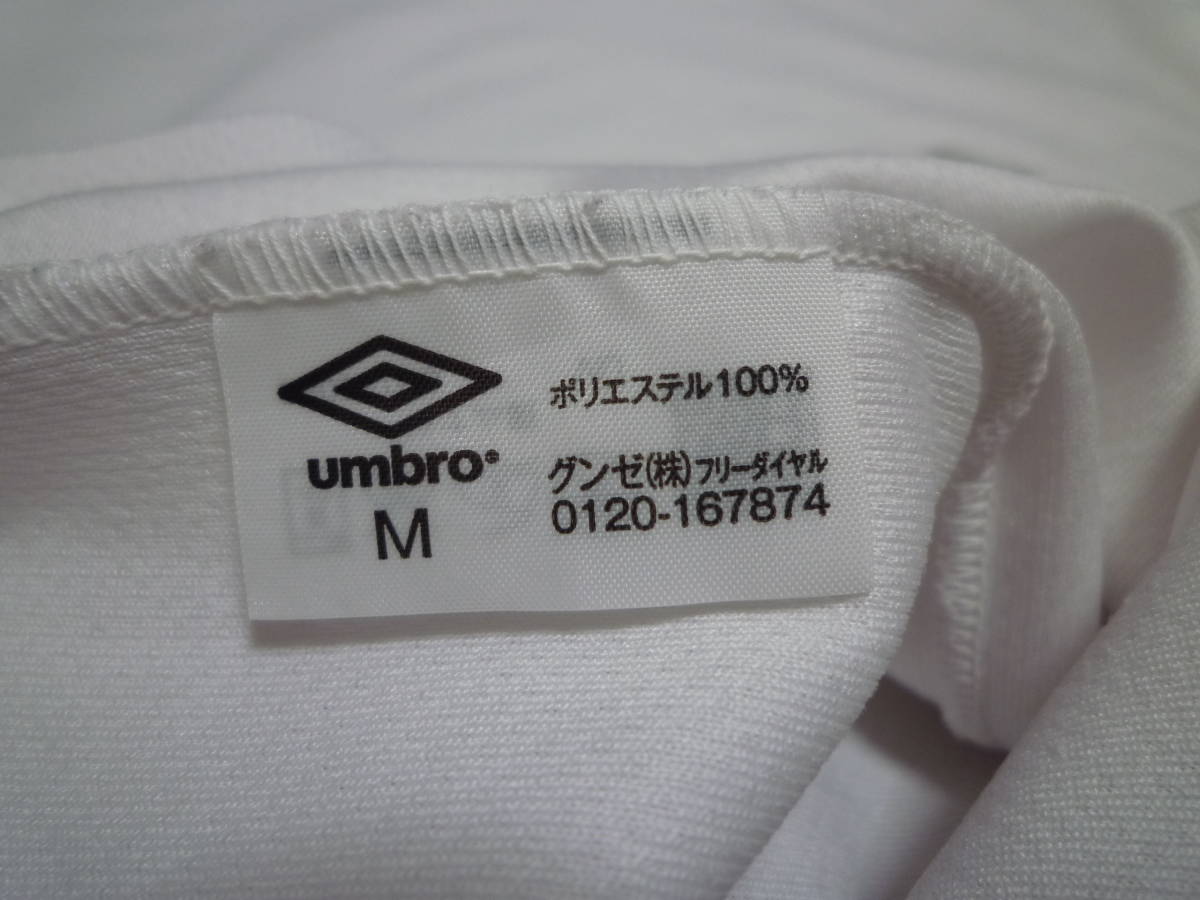 umbro
M
ポリエステル100%
グンゼ(株)フリーダイヤル
0120-167874